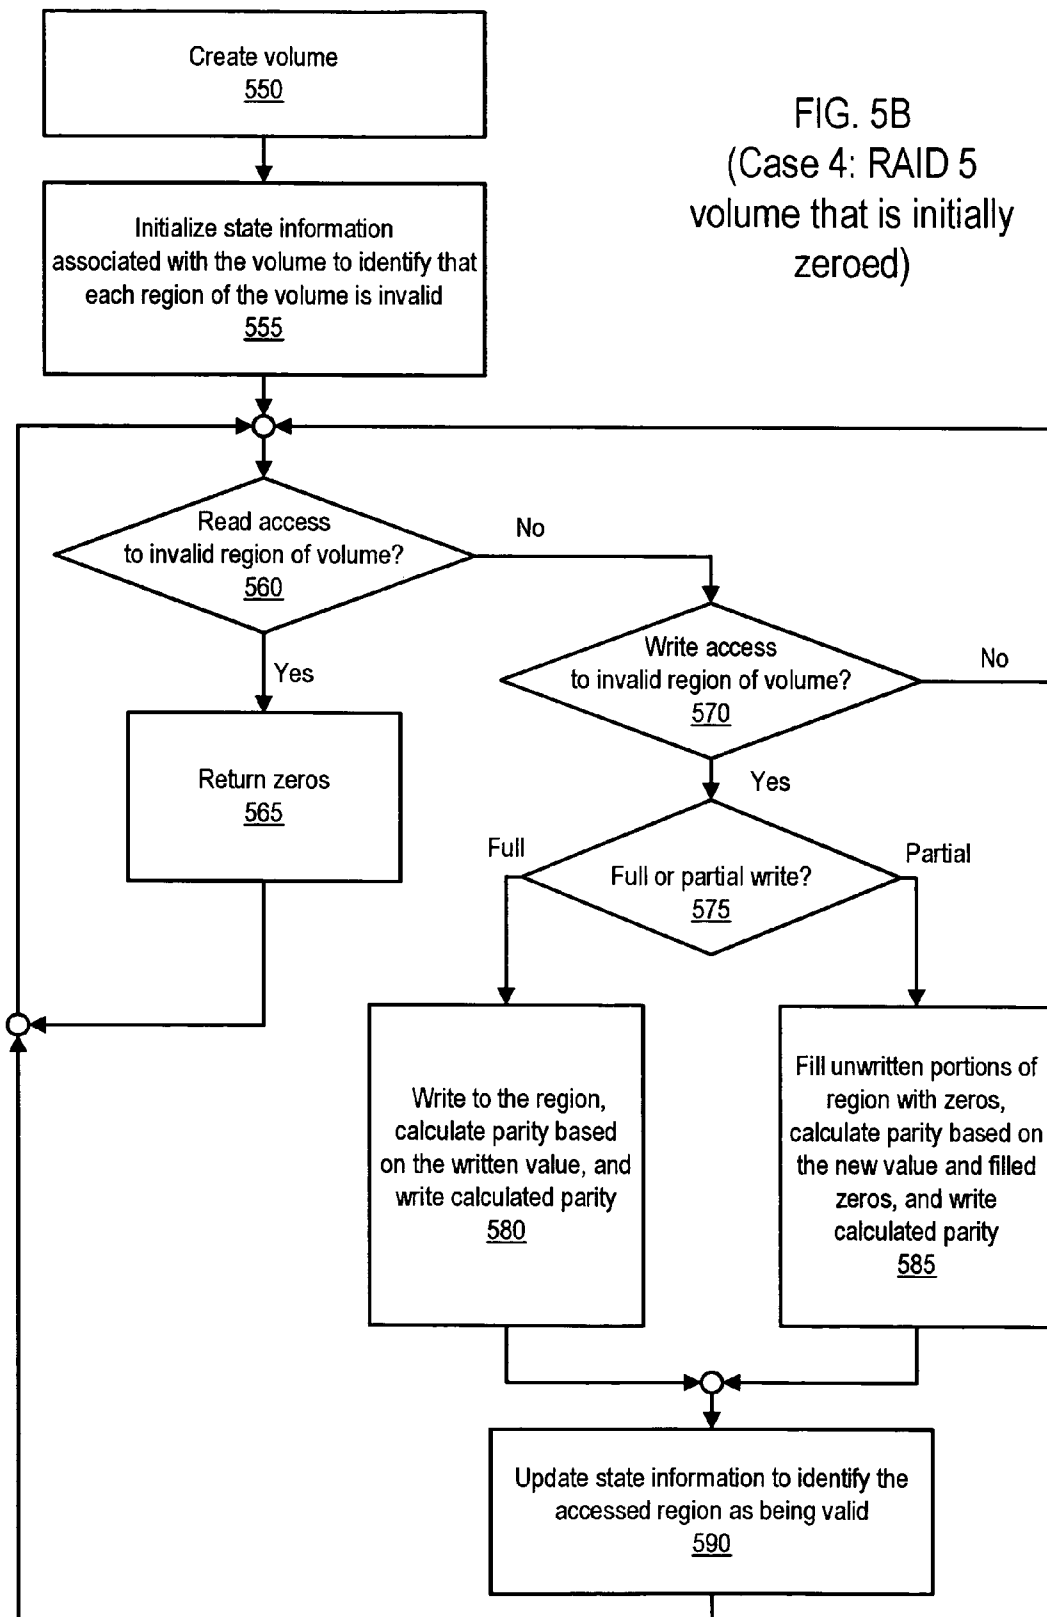 Create volume
550
FIG. 5B
(Case 4: RAID 5
volume that is initially
zeroed)
Initialize state information
associated with the volume to identify that
each region of the volume is invalid
555
Read access
to invalid region of volume?
560
No
Yes
Write access
to invalid region of volume?
570
No
Return zeros
565
Yes
Full or partial write?
575
Full
Partial
Write to the region,
calculate parity based
on the written value, and
write calculated parity
580
Fill unwritten portions of
region with zeros,
calculate parity based on
the new value and filled
zeros, and write
calculated parity
585
Update state information to identify the
accessed region as being valid
590